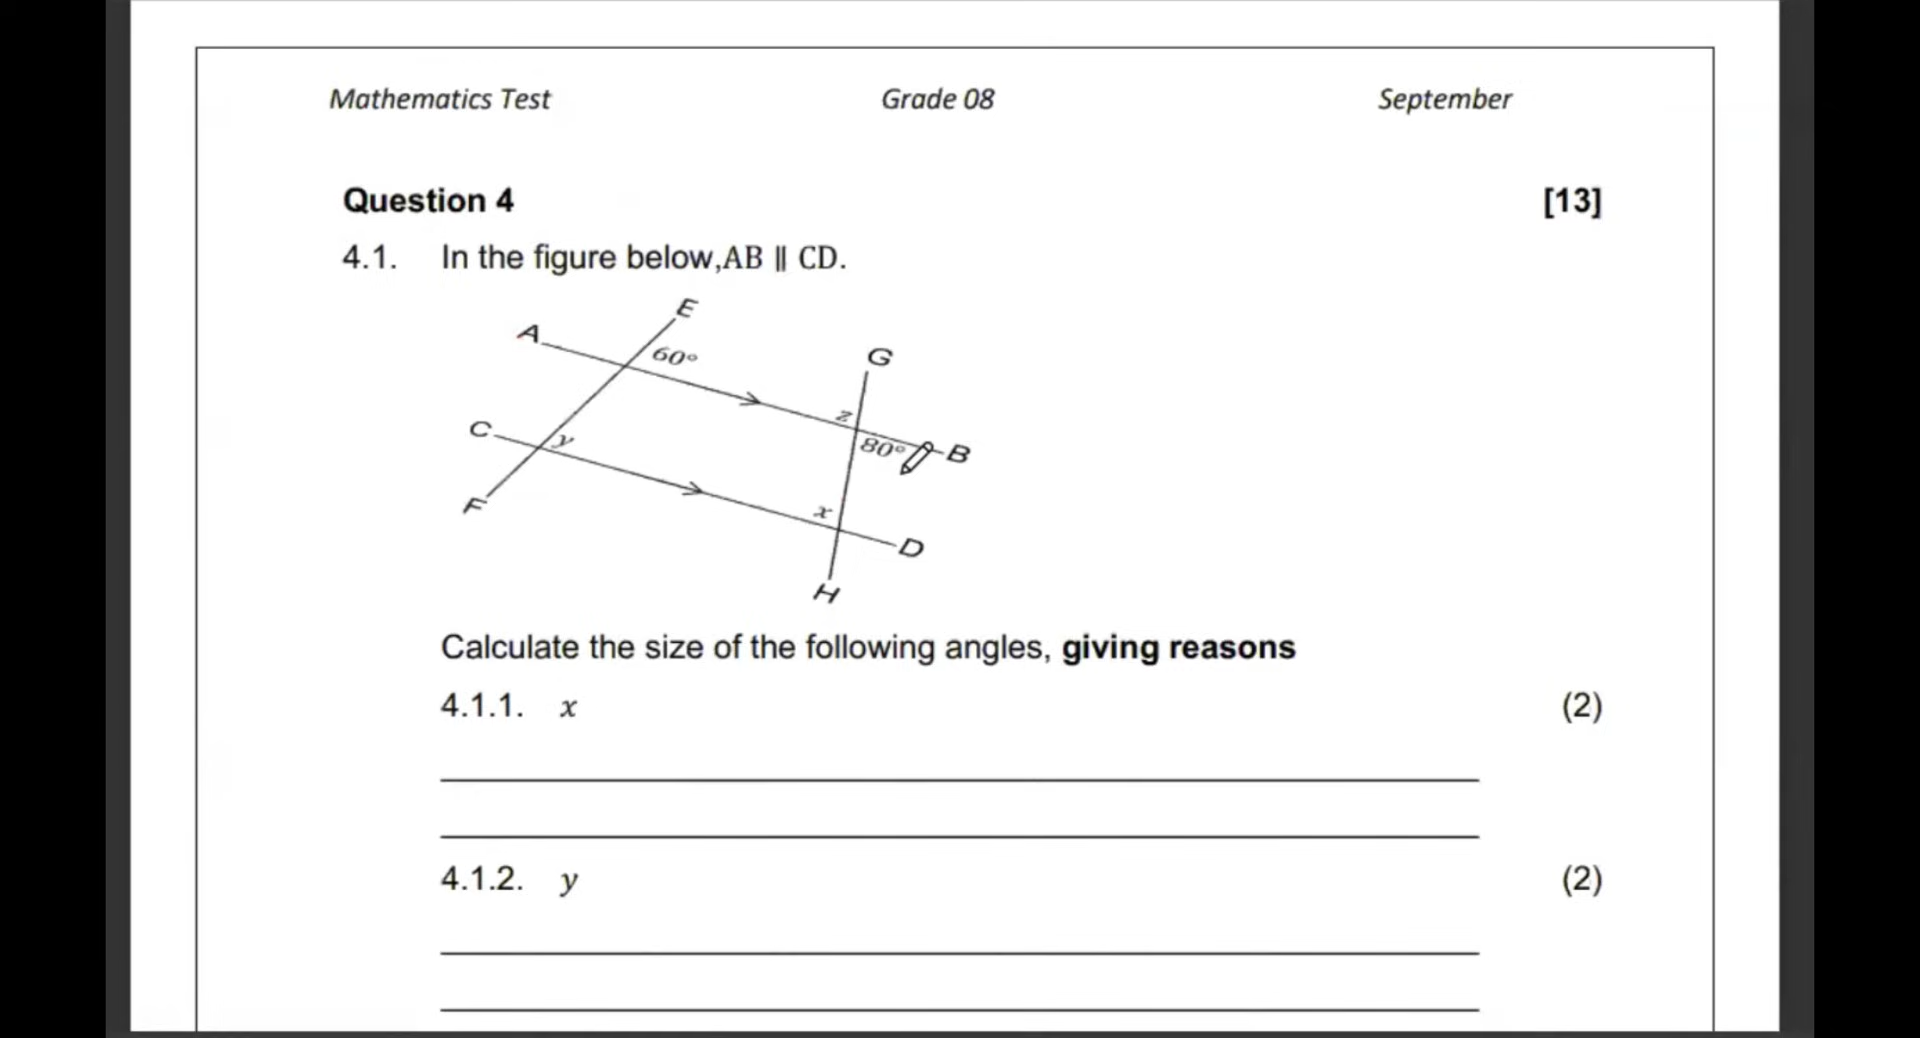 Mathematics Test Grade 08 September
Question 4 [13]
4.1. In the figure below,AB ∥ CD.
E
A
60°
G
z
C
y
80°
B
F
x
D
H
Calculate the size of the following angles, giving reasons
4.1.1. x (2)
4.1.2. y (2)